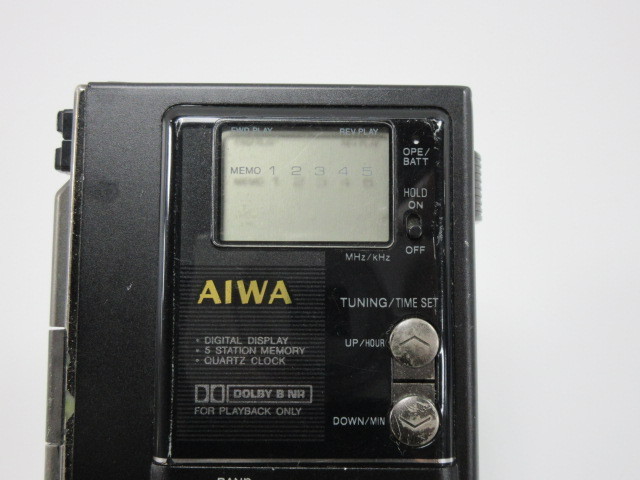 FWD PLAY REV PLAY
MEMO 1 2 3 4 5
OPE/
BATT
HOLD
ON
OFF
MHz/kHz
AIWA
TUNING/TIME SET
• DIGITAL DISPLAY
• 5 STATION MEMORY
• QUARTZ CLOCK
UP/HOUR
DOLBY B NR
FOR PLAYBACK ONLY
DOWN/MIN
BAND